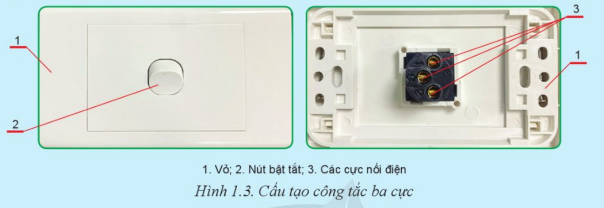 1
2
3
1
1. Vỏ; 2. Nút bật tắt; 3. Các cực nối điện
Hình 1.3. Cấu tạo công tắc ba cực